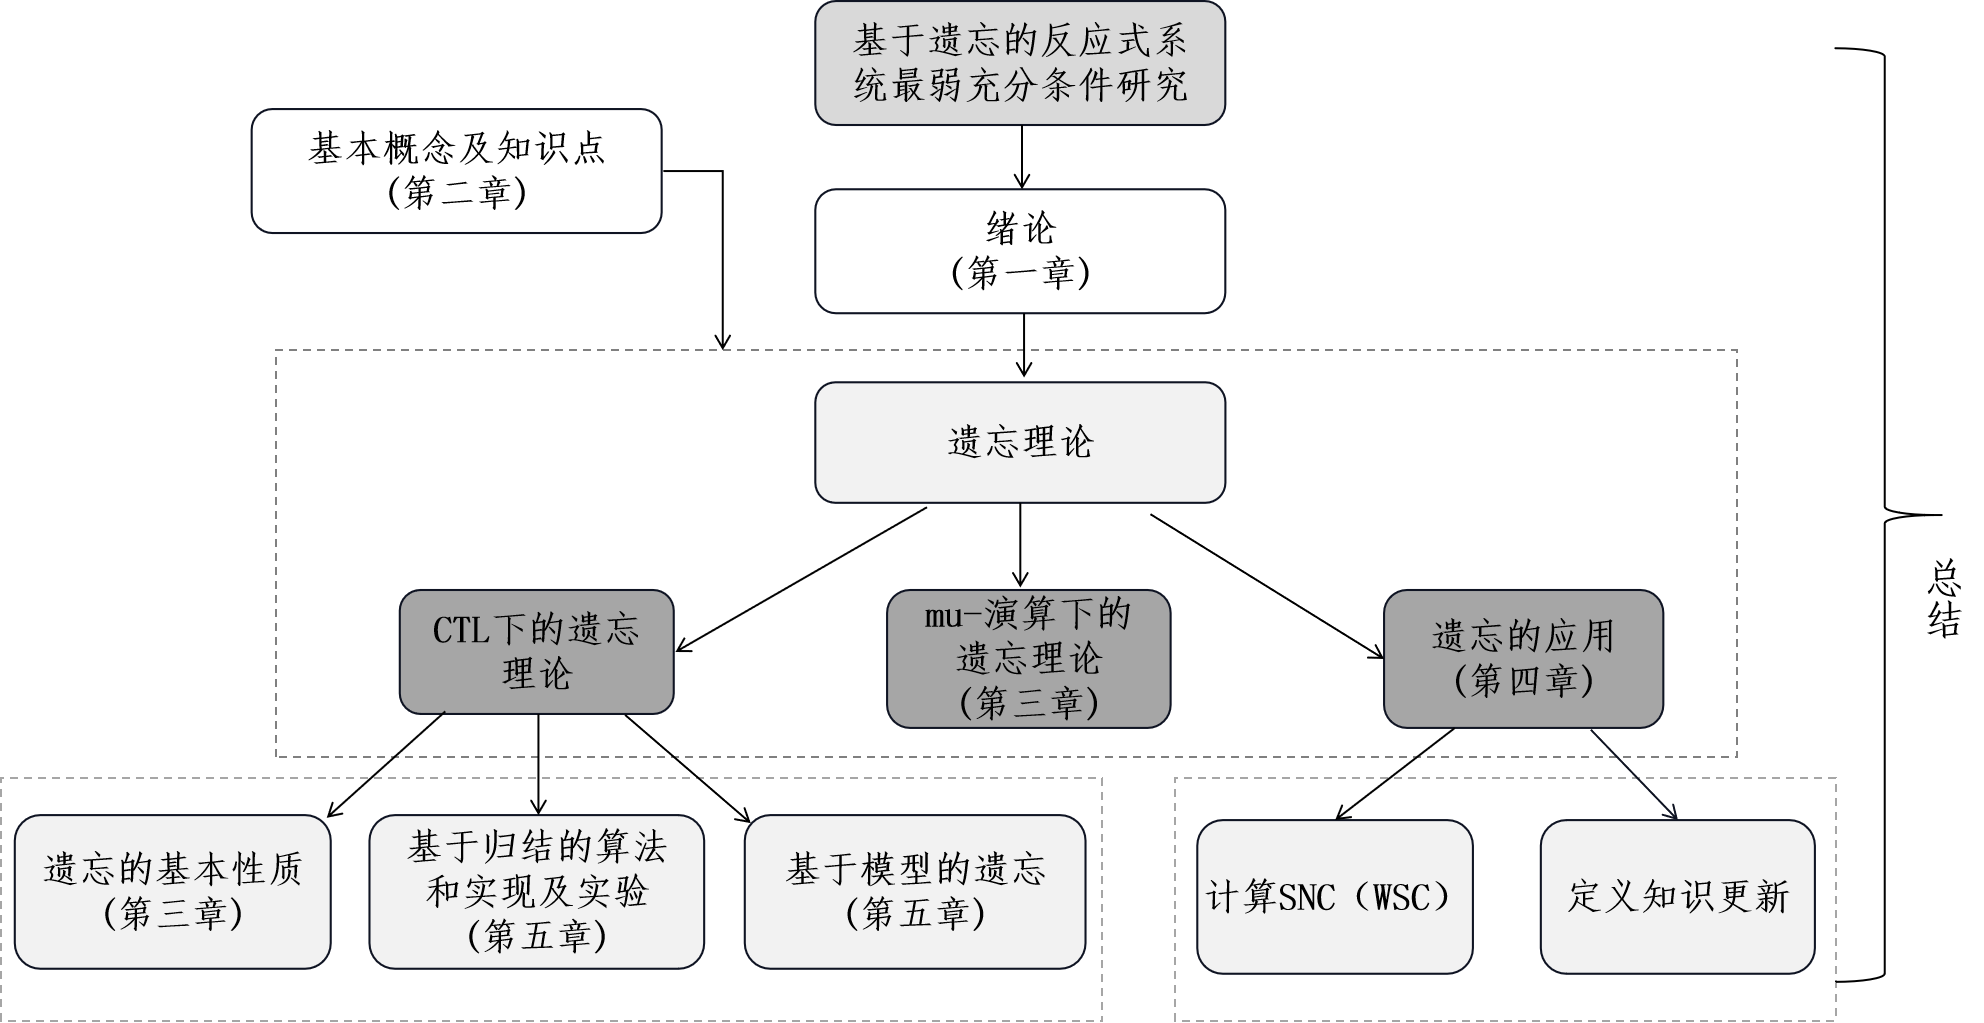 基于遗忘的反应式系
统最弱充分条件研究
基本概念及知识点
(第二章)
绪论
(第一章)
遗忘理论
CTL下的遗忘
理论
mu-演算下的
遗忘理论
(第三章)
遗忘的应用
(第四章)
总
结
遗忘的基本性质
(第三章)
基于归结的算法
和实现及实验
(第五章)
基于模型的遗忘
(第五章)
计算SNC（WSC）
定义知识更新